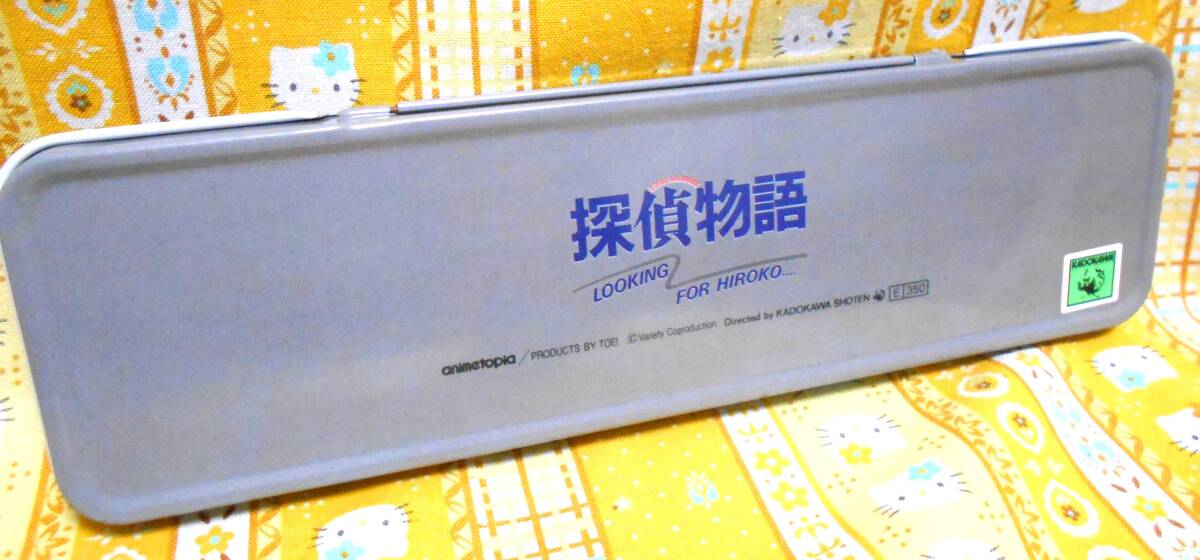 探偵物語
LOOKING
FOR HIROKO....
animetopia / PRODUCTS BY TOEI. ©Variety Coproduction. Directed by KADOKAWA SHOTEN E 350
KADOKAWA